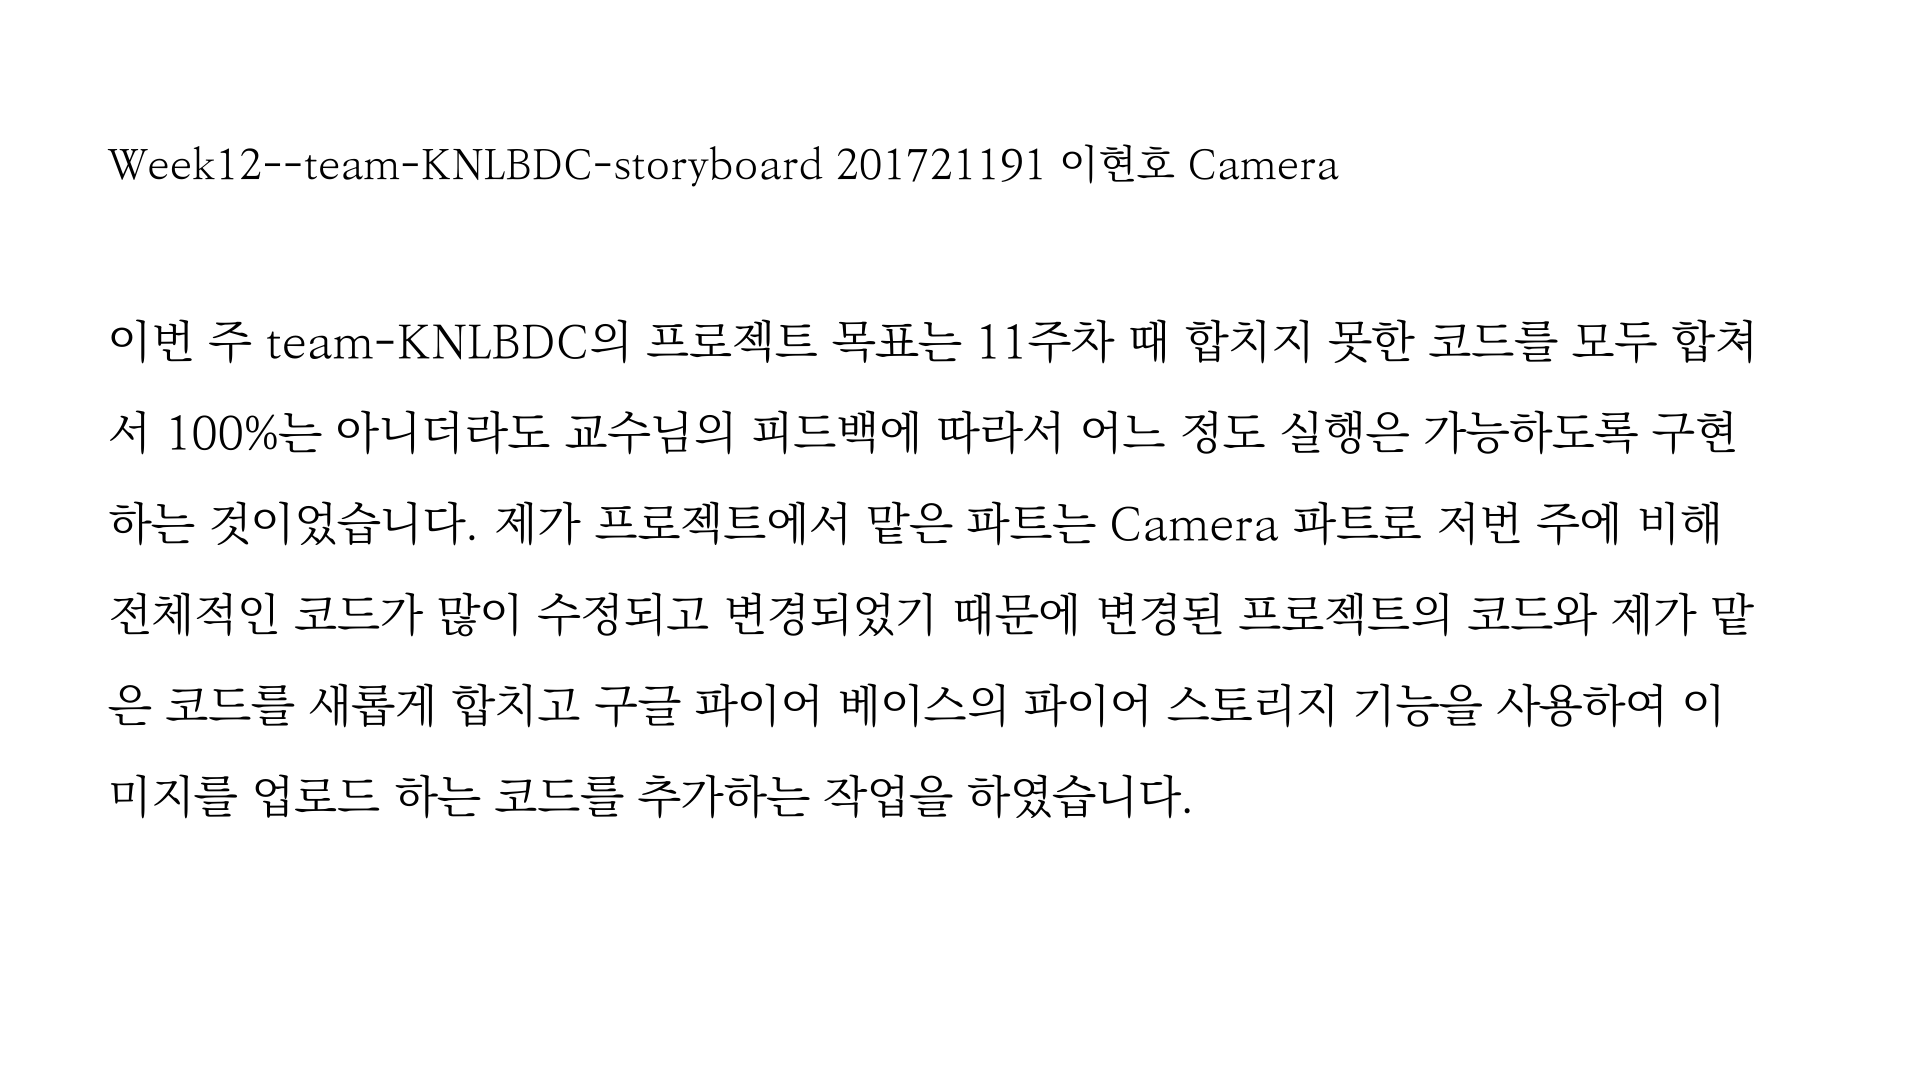 Week12--team-KNLBDC-storyboard 201721191 이현호 Camera
이번 주 team-KNLBDC의 프로젝트 목표는 11주차 때 합치지 못한 코드를 모두 합쳐
서 100%는 아니더라도 교수님의 피드백에 따라서 어느 정도 실행은 가능하도록 구현
하는 것이었습니다. 제가 프로젝트에서 맡은 파트는 Camera 파트로 저번 주에 비해
전체적인 코드가 많이 수정되고 변경되었기 때문에 변경된 프로젝트의 코드와 제가 맡
은 코드를 새롭게 합치고 구글 파이어 베이스의 파이어 스토리지 기능을 사용하여 이
미지를 업로드 하는 코드를 추가하는 작업을 하였습니다.